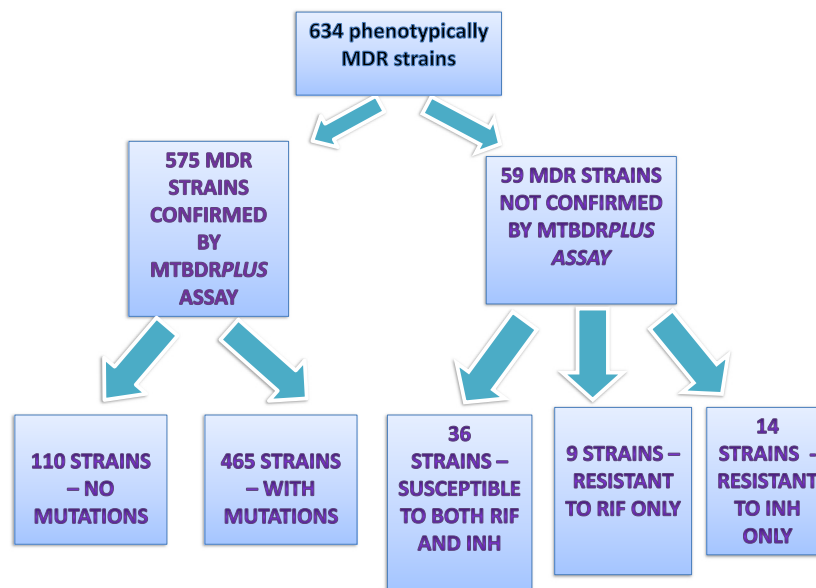 634 phenotypically
MDR strains
575 MDR
STRAINS
CONFIRMED
BY
MTBDRPLUS
ASSAY
59 MDR STRAINS
NOT CONFIRMED
BY MTBDRPLUS
ASSAY
110 STRAINS
– NO
MUTATIONS
465 STRAINS
– WITH
MUTATIONS
36
STRAINS –
SUSCEPTIBLE
TO BOTH RIF
AND INH
9 STRAINS –
RESISTANT
TO RIF ONLY
14
STRAINS –
RESISTANT
TO INH
ONLY